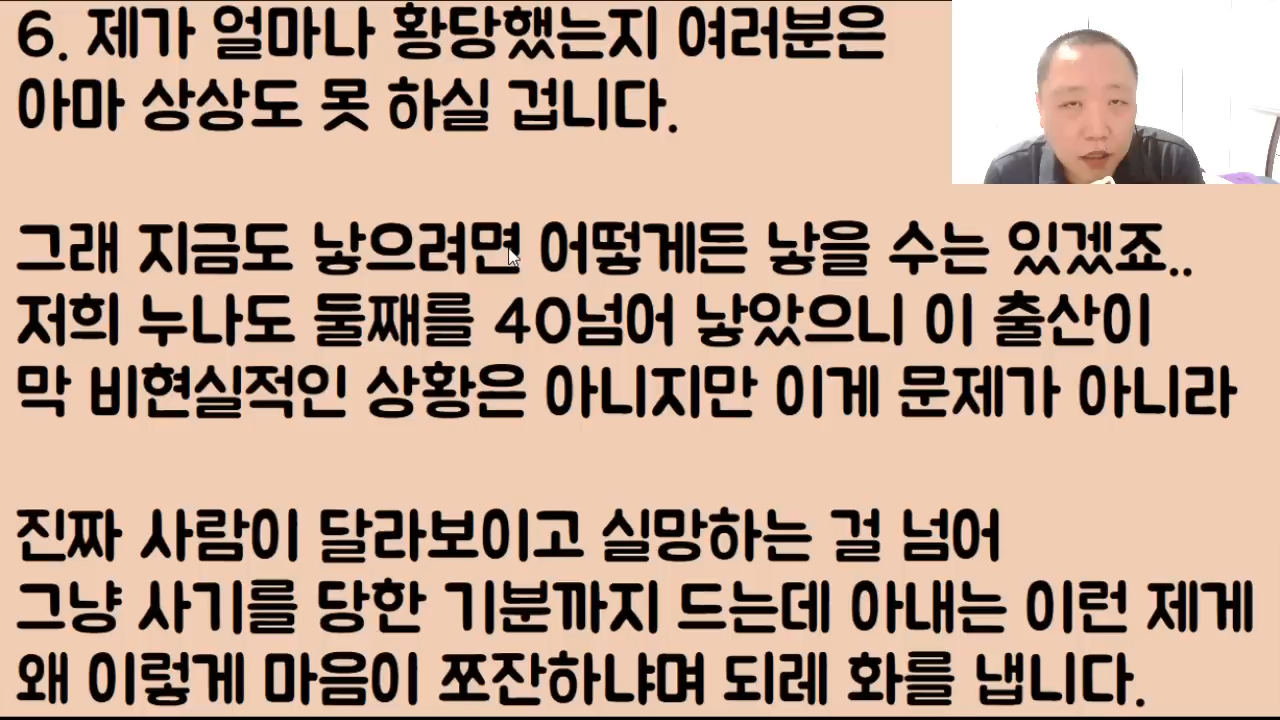 6. 제가 얼마나 황당했는지 여러분은
아마 상상도 못 하실 겁니다.
그래 지금도 낳으려면 어떻게든 낳을 수는 있겠죠..
저희 누나도 둘째를 40넘어 낳았으니 이 출산이
막 비현실적인 상황은 아니지만 이게 문제가 아니라
진짜 사람이 달라보이고 실망하는 걸 넘어
그냥 사기를 당한 기분까지 드는데 아내는 이런 제게
왜 이렇게 마음이 쪼잔하냐며 되레 화를 냅니다.